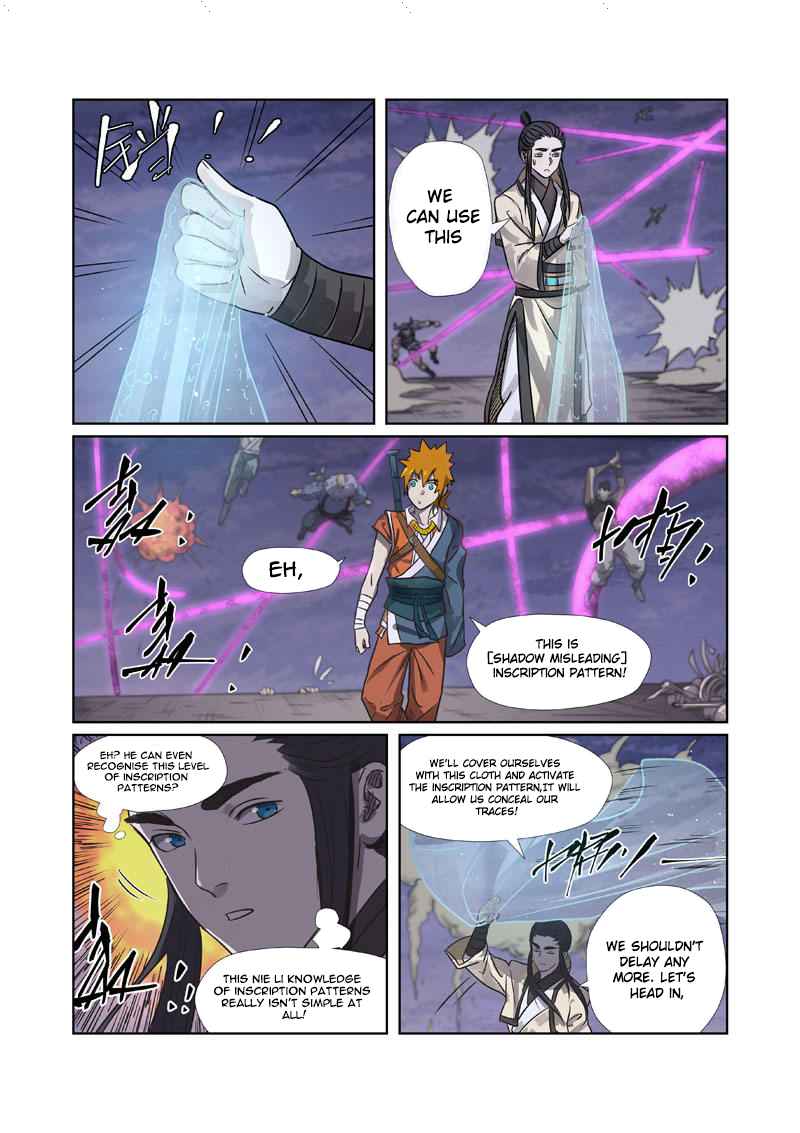 WE
CAN USE
THIS
EH,
THIS IS
[SHADOW MISLEADING]
INSCRIPTION PATTERN!
EH? HE CAN EVEN
RECOGNISE THIS LEVEL
OF INSCRIPTION
PATTERNS?
THIS NIE LI KNOWLEDGE
OF INSCRIPTION PATTERNS
REALLY ISN'T SIMPLE AT
ALL!
WE'LL COVER OURSELVES
WITH THIS CLOTH AND ACTIVATE
THE INSCRIPTION PATTERN,IT WILL
ALLOW US CONCEAL OUR
TRACES!
WE SHOULDN'T
DELAY ANY
MORE. LET'S
HEAD IN,